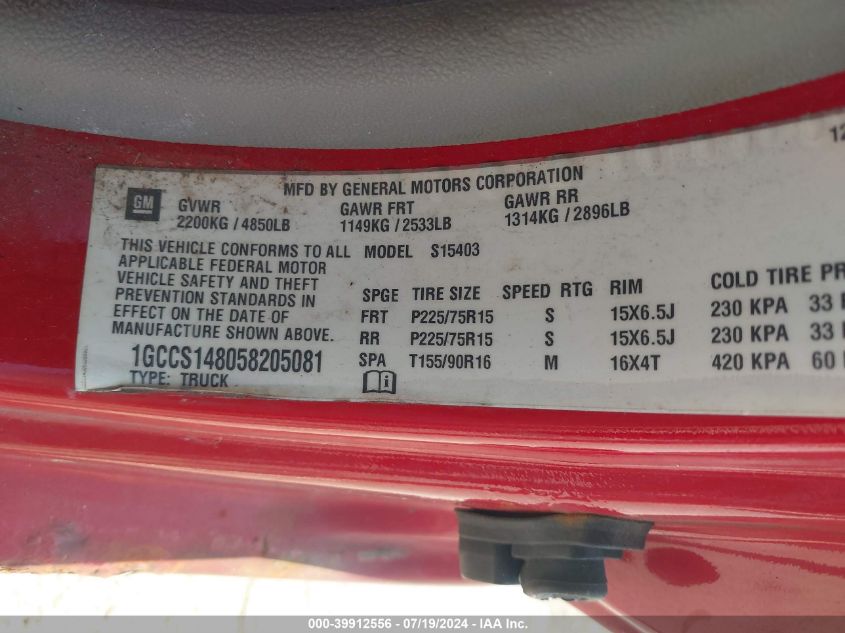 12
MFD BY GENERAL MOTORS CORPORATION
GM
GVWR GAWR FRT GAWR RR
2200KG / 4850LB 1149KG / 2533LB 1314KG / 2896LB
THIS VEHICLE CONFORMS TO ALL
APPLICABLE FEDERAL MOTOR
VEHICLE SAFETY AND THEFT
PREVENTION STANDARDS IN
EFFECT ON THE DATE OF
MANUFACTURE SHOWN ABOVE.
1GCCS148058205081
TYPE: TRUCK
MODEL S15403
SPGE TIRE SIZE SPEED RTG RIM COLD TIRE PR
FRT P225/75R15 S 15X6.5J 230 KPA 33
RR P225/75R15 S 15X6.5J 230 KPA 33
SPA T155/90R16 M 16X4T 420 KPA 60
000-39912556 / 07/19/2024 / IAA Inc.